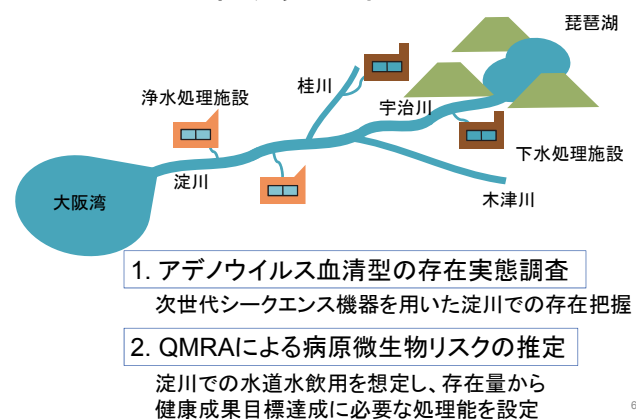 琵琶湖
桂川
浄水処理施設
宇治川
下水処理施設
淀川
木津川
大阪湾
1. アデノウイルス血清型の存在実態調査
次世代シークエンス機器を用いた淀川での存在把握
2. QMRAによる病原微生物リスクの推定
淀川での水道水飲用を想定し、存在量から
健康成果目標達成に必要な処理能を設定
6